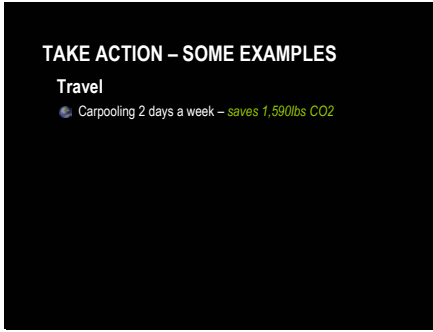 TAKE ACTION – SOME EXAMPLES
Travel
Carpooling 2 days a week – saves 1,590lbs CO2